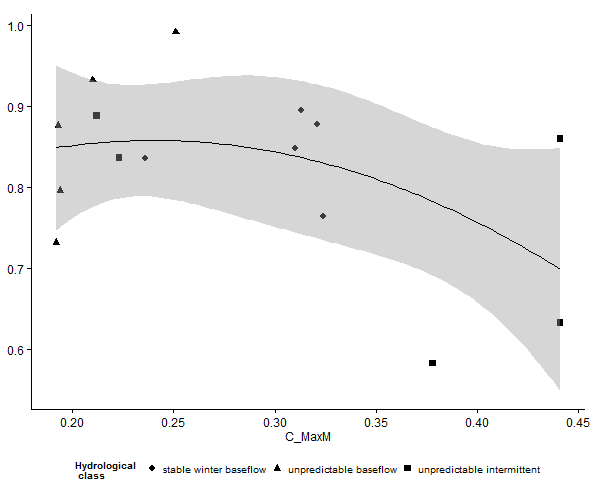 1.0
0.9
0.8
0.7
0.6
0.20 0.25 0.30 0.35 0.40 0.45
C_MaxM
Hydrological
class
stable winter baseflow unpredictable baseflow unpredictable intermittent